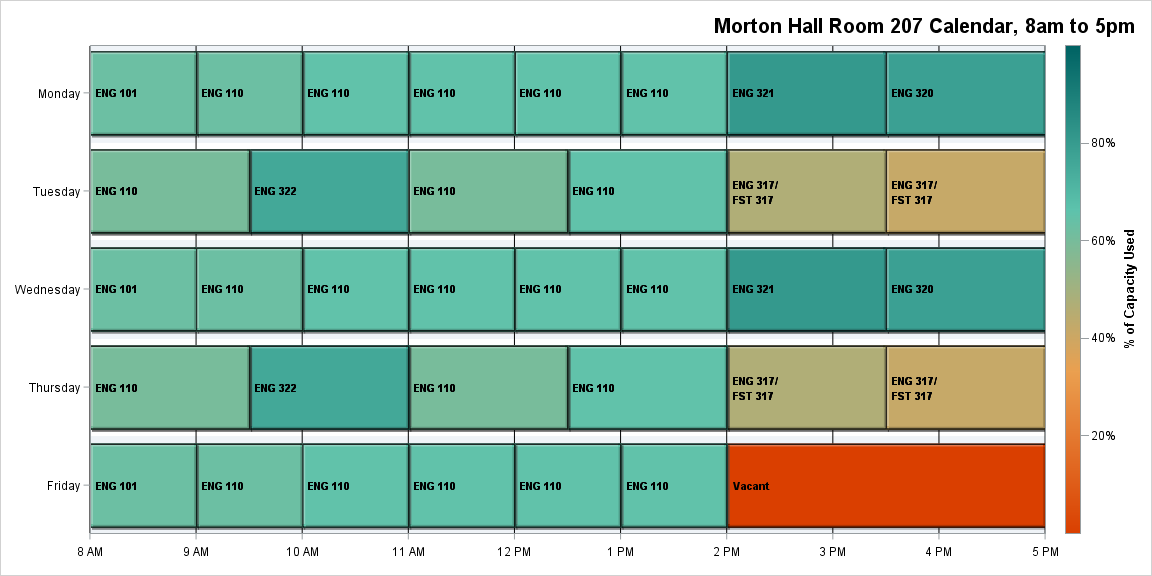 Morton Hall Room 207 Calendar, 8am to 5pm
Monday
ENG 101
ENG 110
ENG 110
ENG 110
ENG 110
ENG 110
ENG 321
ENG 320
Tuesday
ENG 110
ENG 322
ENG 110
ENG 110
ENG 317/
FST 317
ENG 317/
FST 317
Wednesday
ENG 101
ENG 110
ENG 110
ENG 110
ENG 110
ENG 110
ENG 321
ENG 320
Thursday
ENG 110
ENG 322
ENG 110
ENG 110
ENG 317/
FST 317
ENG 317/
FST 317
Friday
ENG 101
ENG 110
ENG 110
ENG 110
ENG 110
ENG 110
Vacant
8 AM
9 AM
10 AM
11 AM
12 PM
1 PM
2 PM
3 PM
4 PM
5 PM
80%
60%
40%
20%
% of Capacity Used